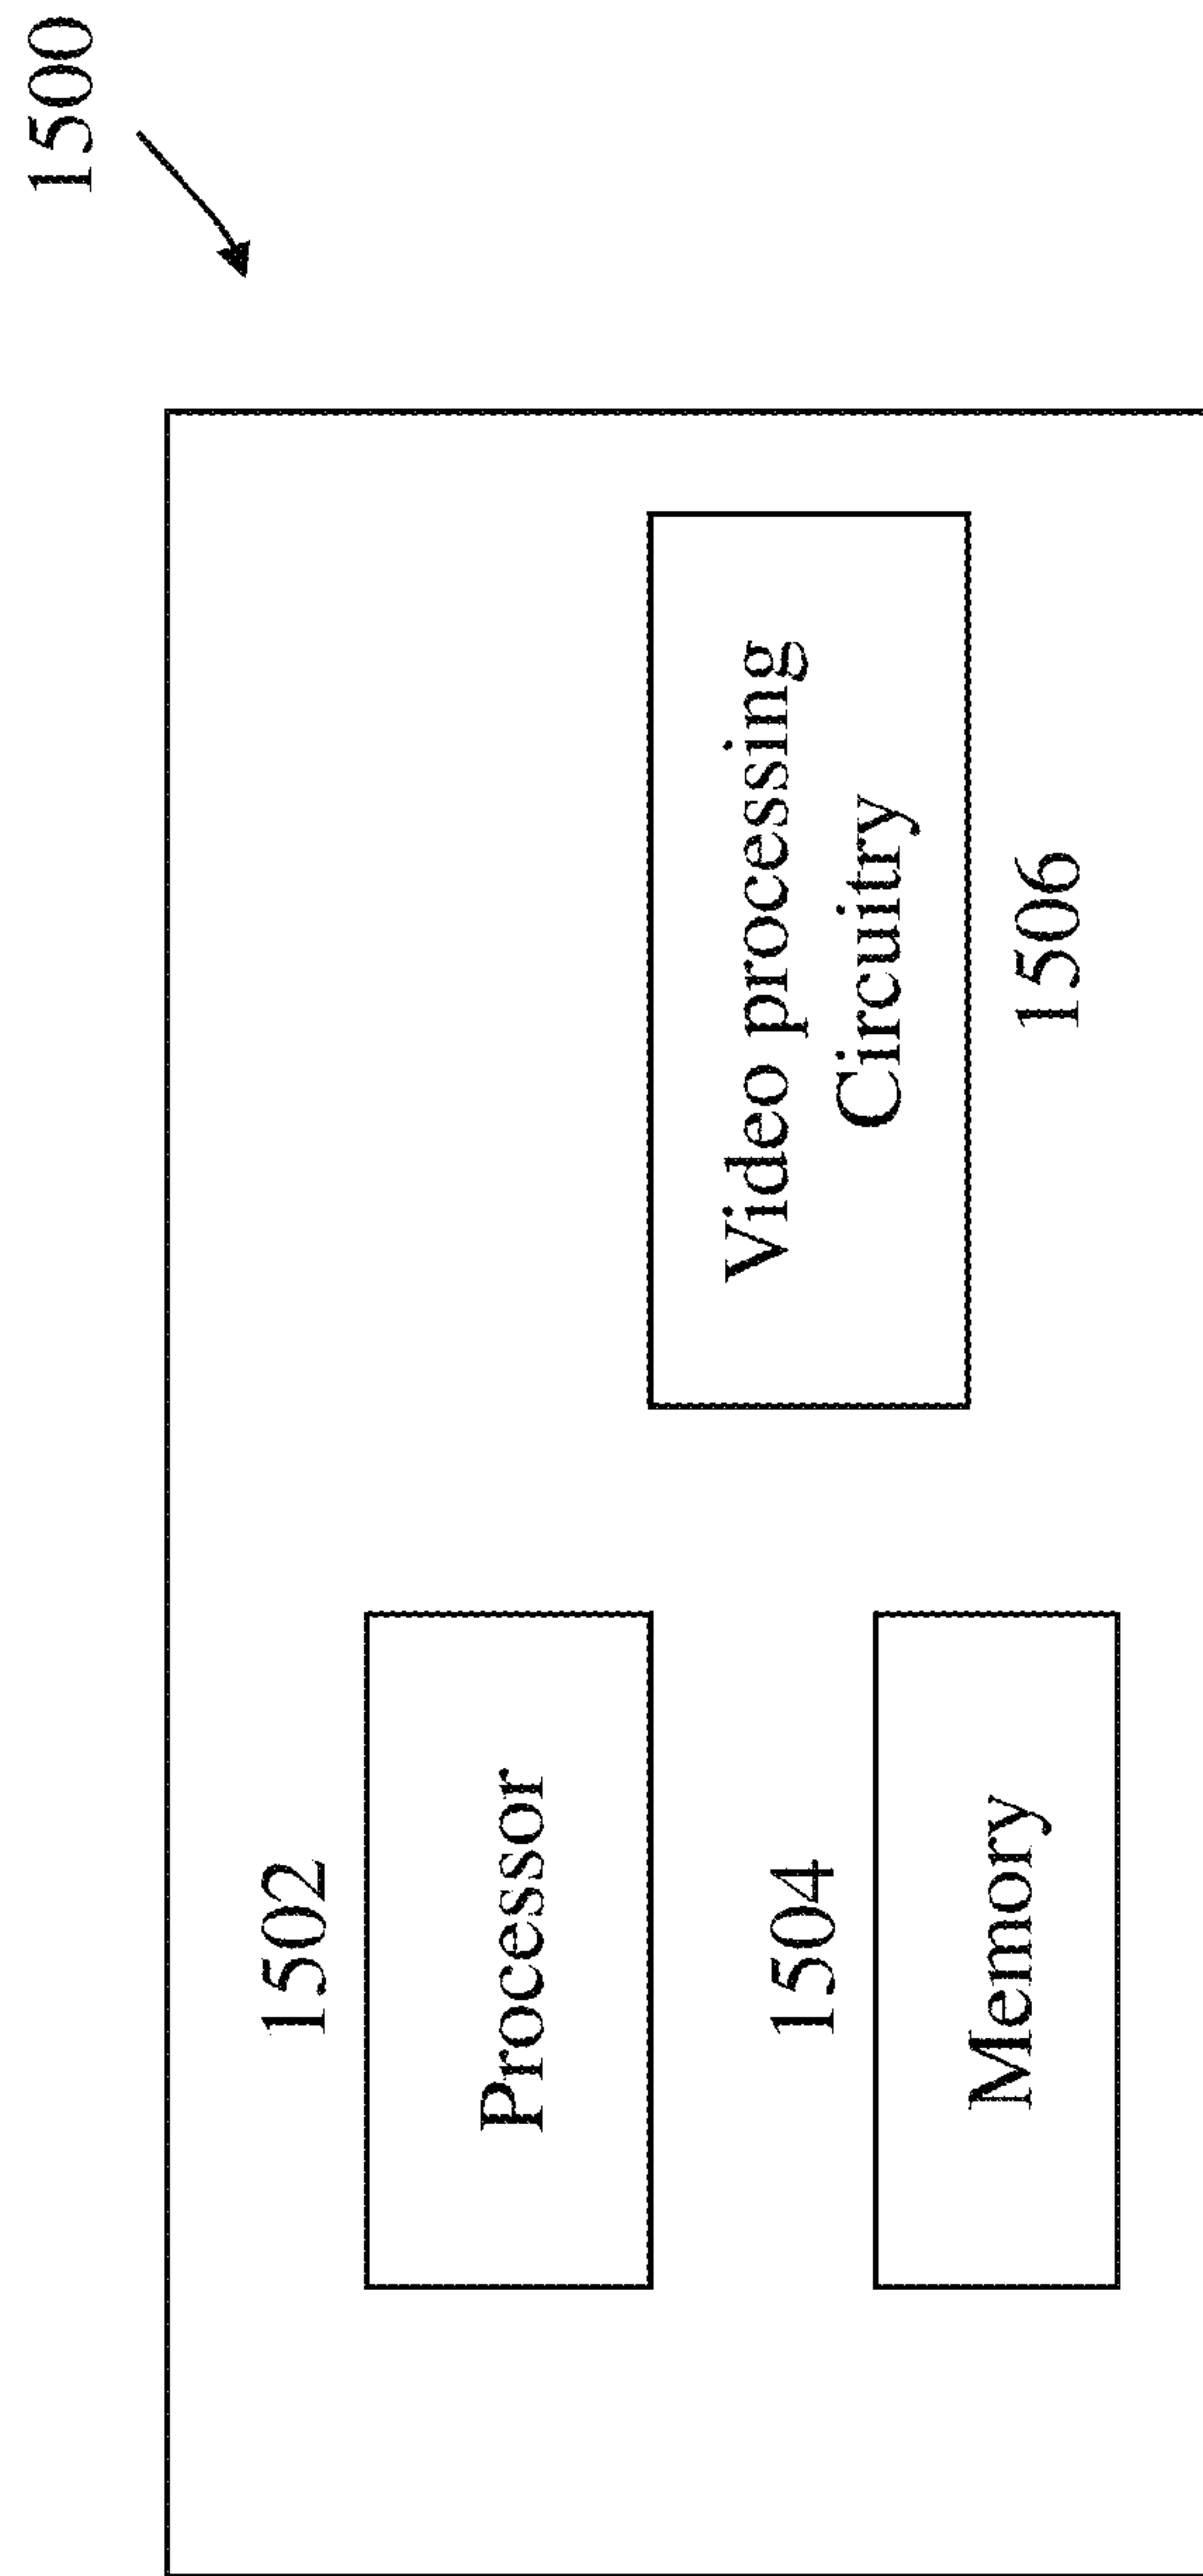 1500
1502
Processor
1504
Memory
Video processing
Circuitry
1506